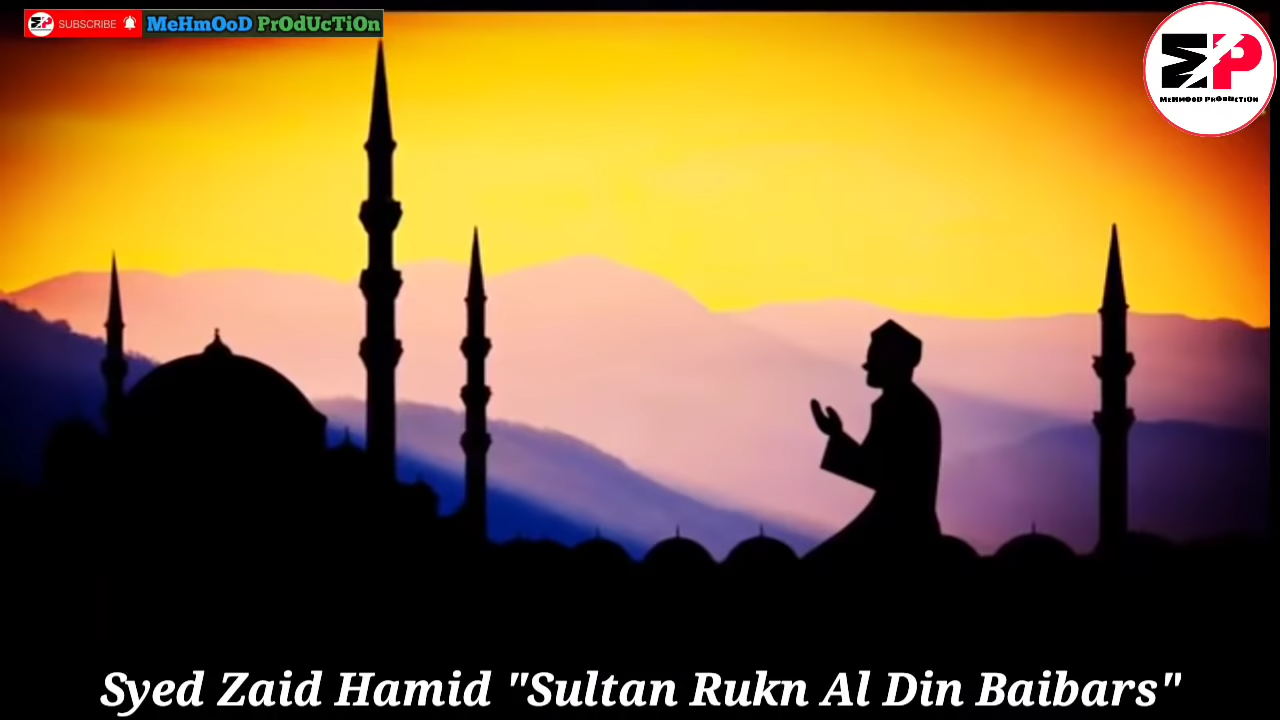 SUBSCRIBE MeHmOoD PrOdUcTiOn
MEHMOOD PRODUCTION
Syed Zaid Hamid "Sultan Rukn Al Din Baibars"